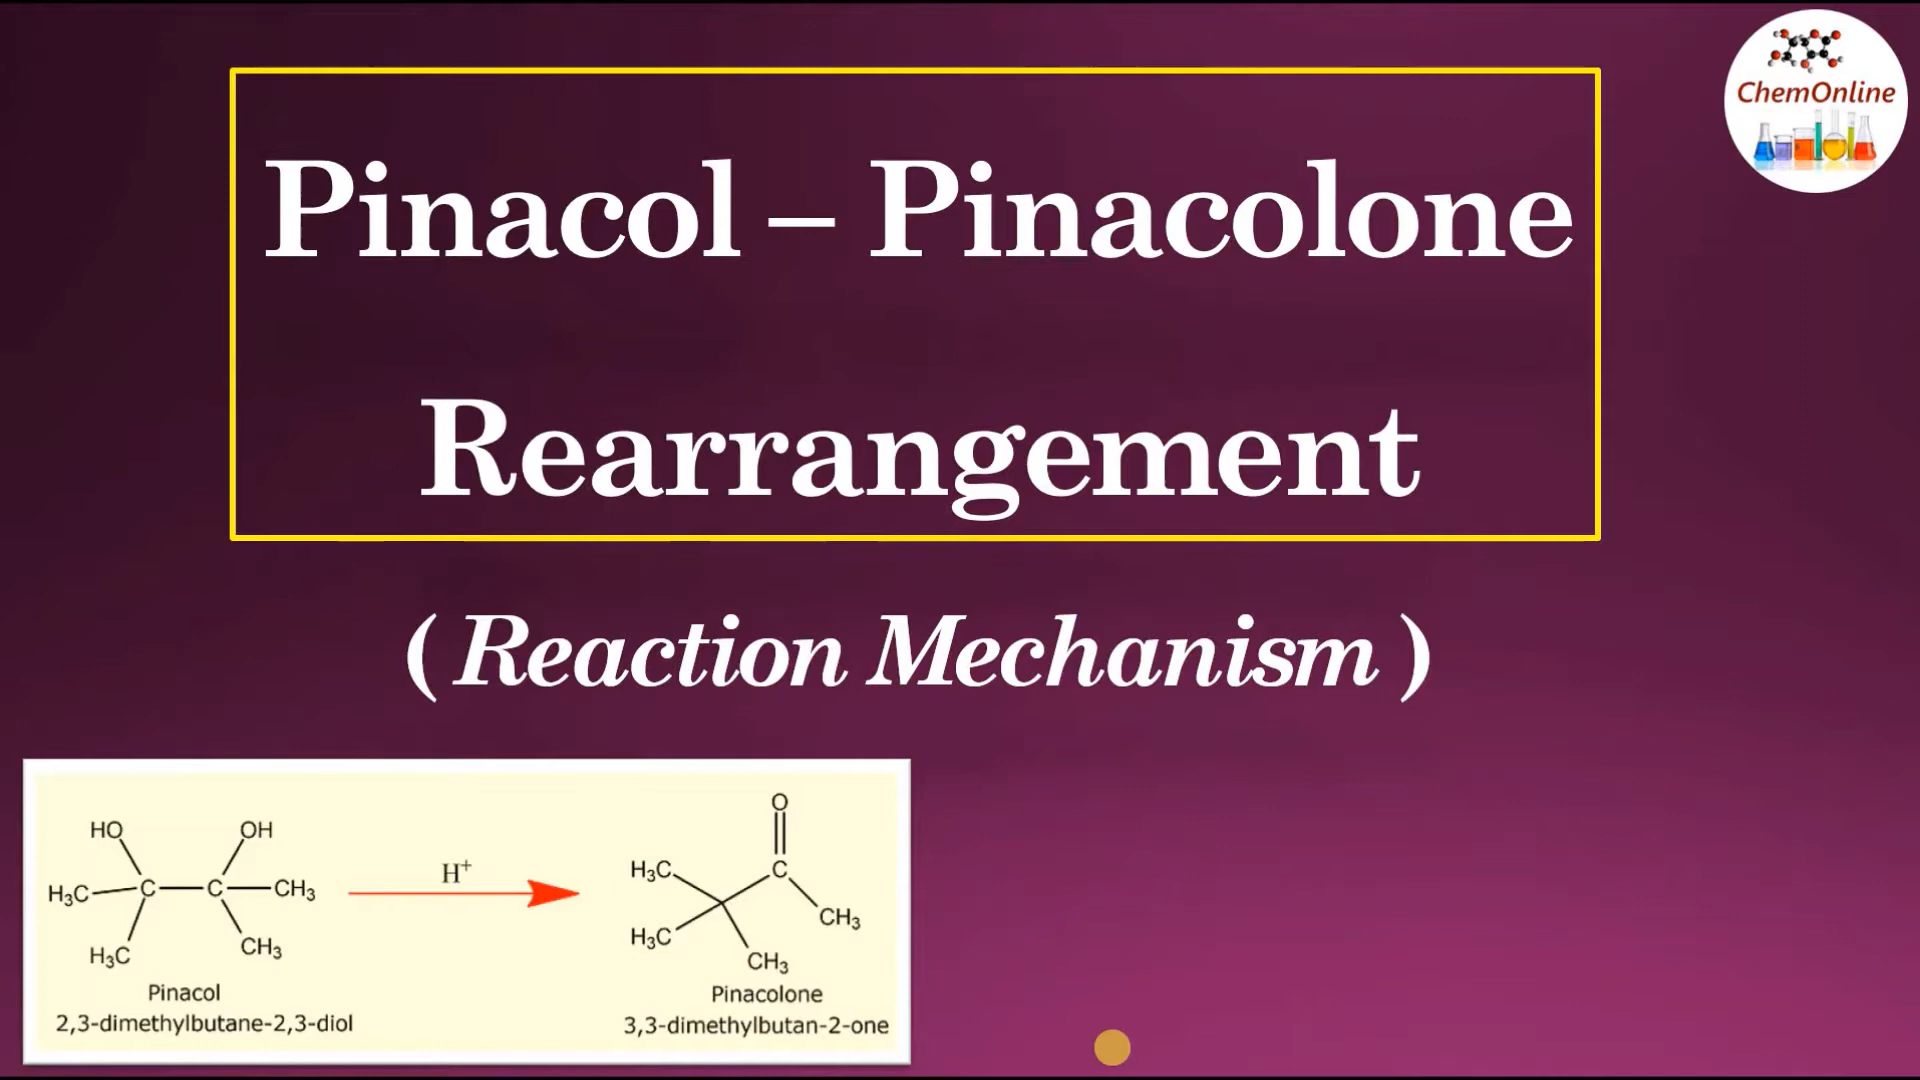 ChemOnline
Pinacol – Pinacolone
Rearrangement
( Reaction Mechanism )
HO OH
H₃C C C CH₃
H₃C CH₃
Pinacol
2,3-dimethylbutane-2,3-diol
H⁺
O
H₃C C
CH₃
H₃C
CH₃
Pinacolone
3,3-dimethylbutan-2-one